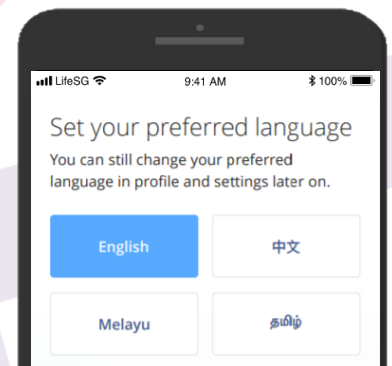 LifeSG 9:41 AM 100%
Set your preferred language
You can still change your preferred
language in profile and settings later on.
English 中文
Melayu தமிழ்